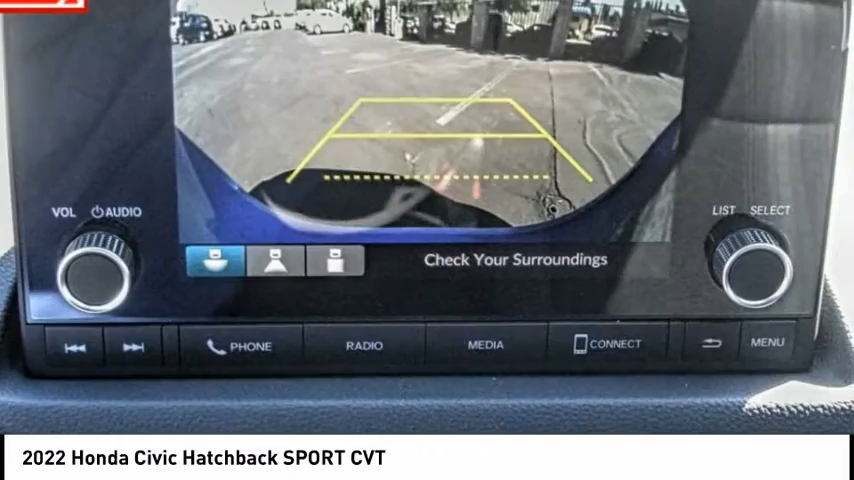 VOL AUDIO
LIST SELECT
Check Your Surroundings
PHONE RADIO MEDIA CONNECT MENU
2022 Honda Civic Hatchback SPORT CVT